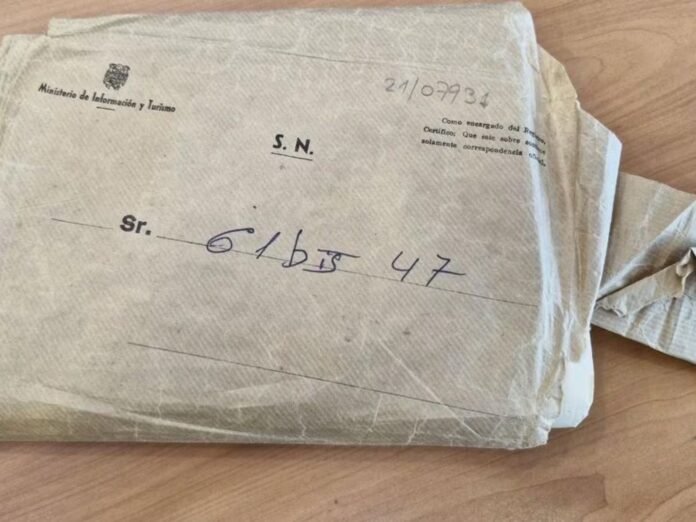 Ministerio de Información y Turismo
21/07931
Como encargado del
Certifico: Que este sobre
solamente correspondencia
S. N.
Sr. 61 bis 47